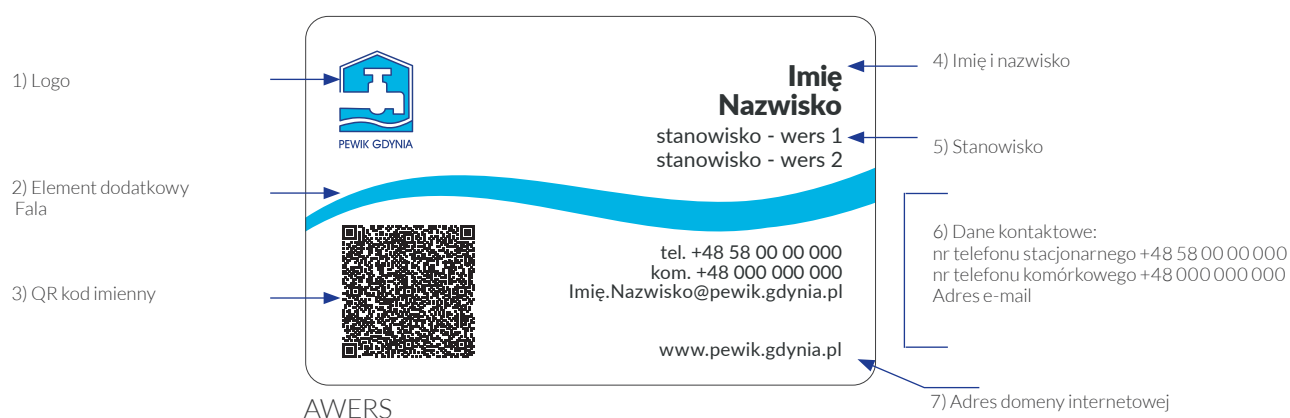 1) Logo
2) Element dodatkowy
Fala
3) QR kod imienny
PEWIK GDYNIA
Imię
Nazwisko
stanowisko - wers 1
stanowisko - wers 2
tel. +48 58 00 00 000
kom. +48 000 000 000
Imię.Nazwisko@pewik.gdynia.pl
www.pewik.gdynia.pl
AWERS
4) Imię i nazwisko
5) Stanowisko
6) Dane kontaktowe:
nr telefonu stacjonarnego +48 58 00 00 000
nr telefonu komórkowego +48 000 000 000
Adres e-mail
7) Adres domeny internetowej